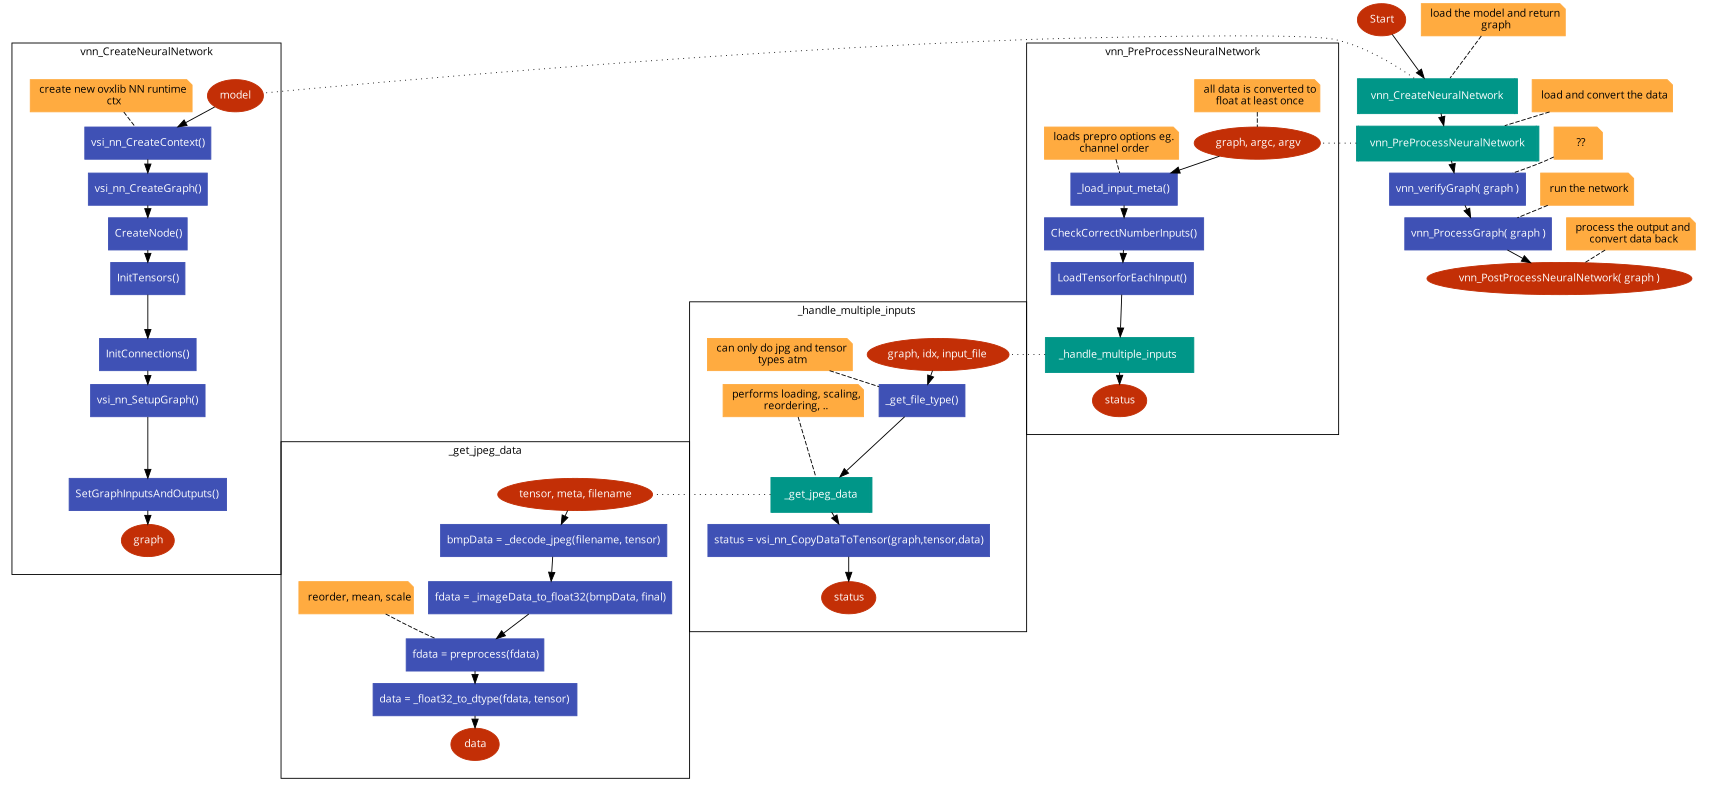 vnn_CreateNeuralNetwork
create new ovxlib NN runtime
ctx
model
vsi_nn_CreateContext()
vsi_nn_CreateGraph()
CreateNode()
InitTensors()
InitConnections()
vsi_nn_SetupGraph()
SetGraphInputsAndOutputs()
graph
_get_jpeg_data
tensor, meta, filename
bmpData = _decode_jpeg(filename, tensor)
reorder, mean, scale
fdata = _imageData_to_float32(bmpData, final)
fdata = preprocess(fdata)
data = _float32_to_dtype(fdata, tensor)
data
_handle_multiple_inputs
can only do jpg and tensor
types atm
graph, idx, input_file
performs loading, scaling,
reordering, ..
_get_file_type()
_get_jpeg_data
status = vsi_nn_CopyDataToTensor(graph,tensor,data)
status
vnn_PreProcessNeuralNetwork
all data is converted to
float at least once
loads prepro options eg.
channel order
graph, argc, argv
_load_input_meta()
CheckCorrectNumberInputs()
LoadTensorforEachInput()
_handle_multiple_inputs
status
Start
load the model and return
graph
vnn_CreateNeuralNetwork
load and convert the data
vnn_PreProcessNeuralNetwork
??
vnn_verifyGraph( graph )
run the network
vnn_ProcessGraph( graph )
process the output and
convert data back
vnn_PostProcessNeuralNetwork( graph )